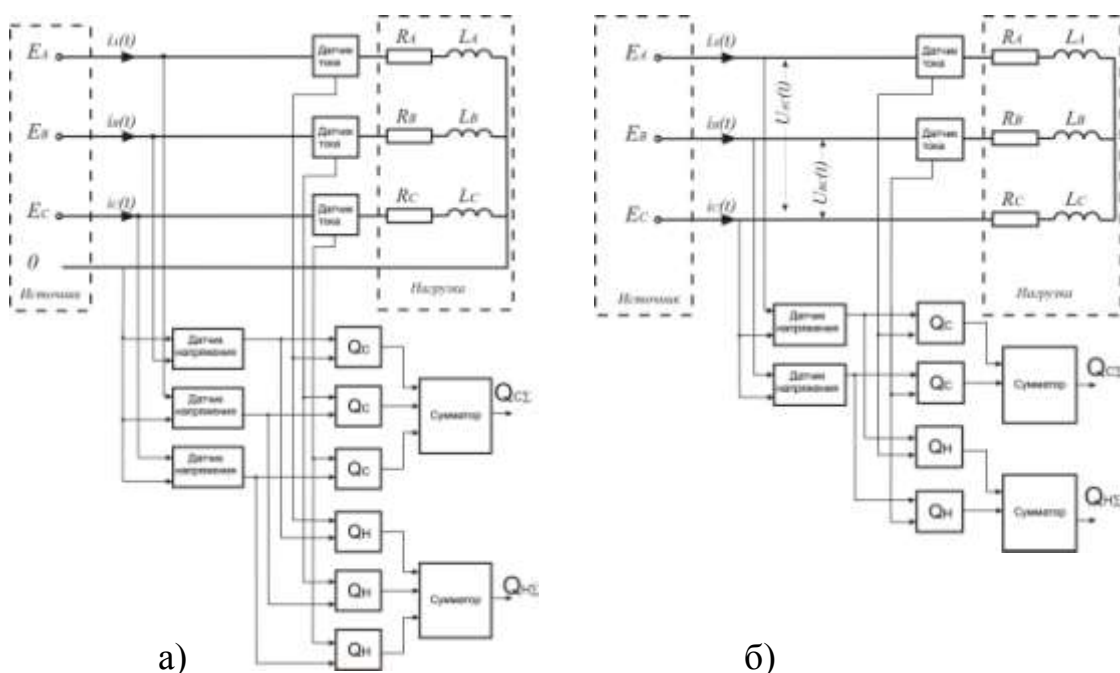 E_A
i_A(t)
Датчик
тока
R_A
L_A
E_B
i_B(t)
Датчик
тока
R_B
L_B
E_C
i_C(t)
Датчик
тока
R_C
L_C
0
Источник
Нагрузка
Датчик
напряжения
Датчик
напряжения
Датчик
напряжения
Q_C
Q_C
Q_C
Сумматор
Q_CΣ
Q_H
Q_H
Q_H
Сумматор
Q_HΣ
а)
E_A
i_A(t)
Датчик
тока
R_A
L_A
U_AC(t)
E_B
i_B(t)
Датчик
тока
R_B
L_B
U_BC(t)
E_C
i_C(t)
R_C
L_C
Источник
Нагрузка
Датчик
напряжения
Датчик
напряжения
Q_C
Q_C
Сумматор
Q_CΣ
Q_H
Q_H
Сумматор
Q_HΣ
б)